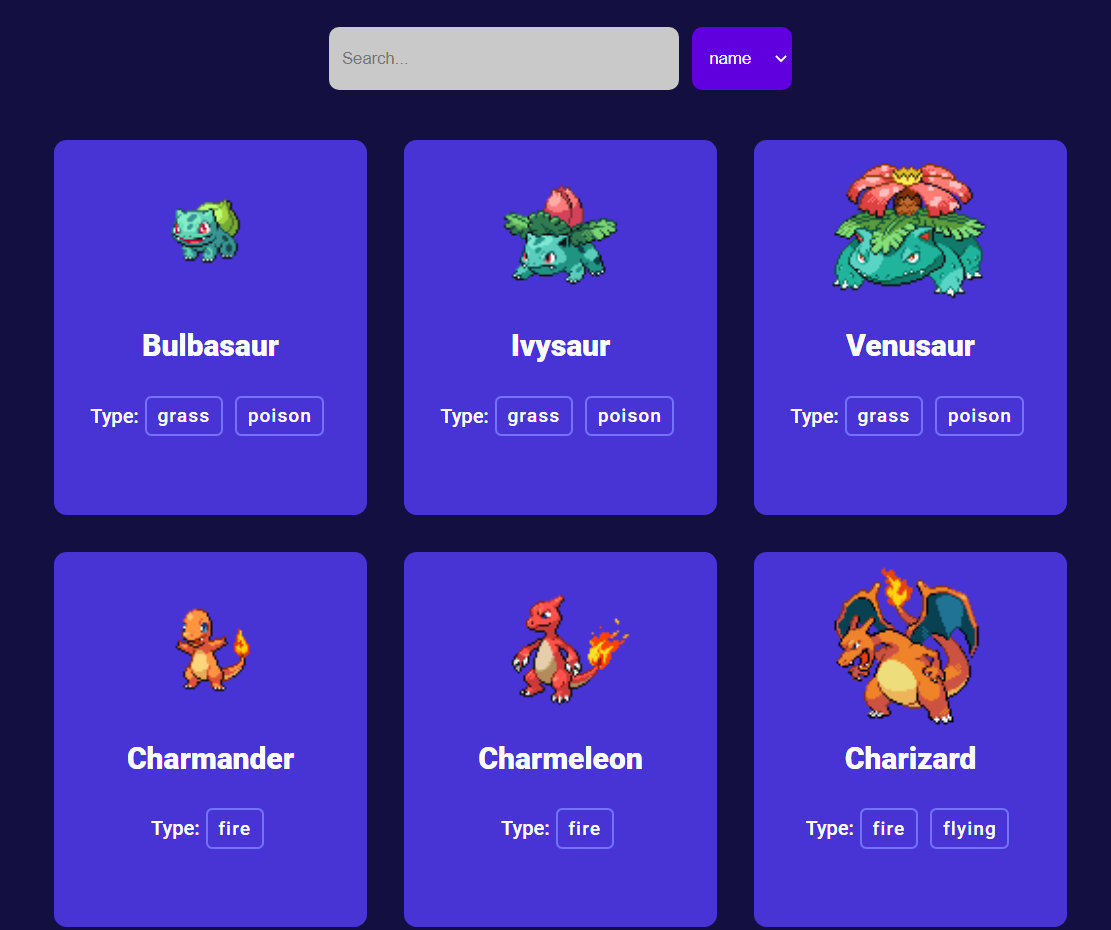 Search... name
Bulbasaur Ivysaur Venusaur
Type: grass poison Type: grass poison Type: grass poison
Charmander Charmeleon Charizard
Type: fire Type: fire Type: fire flying